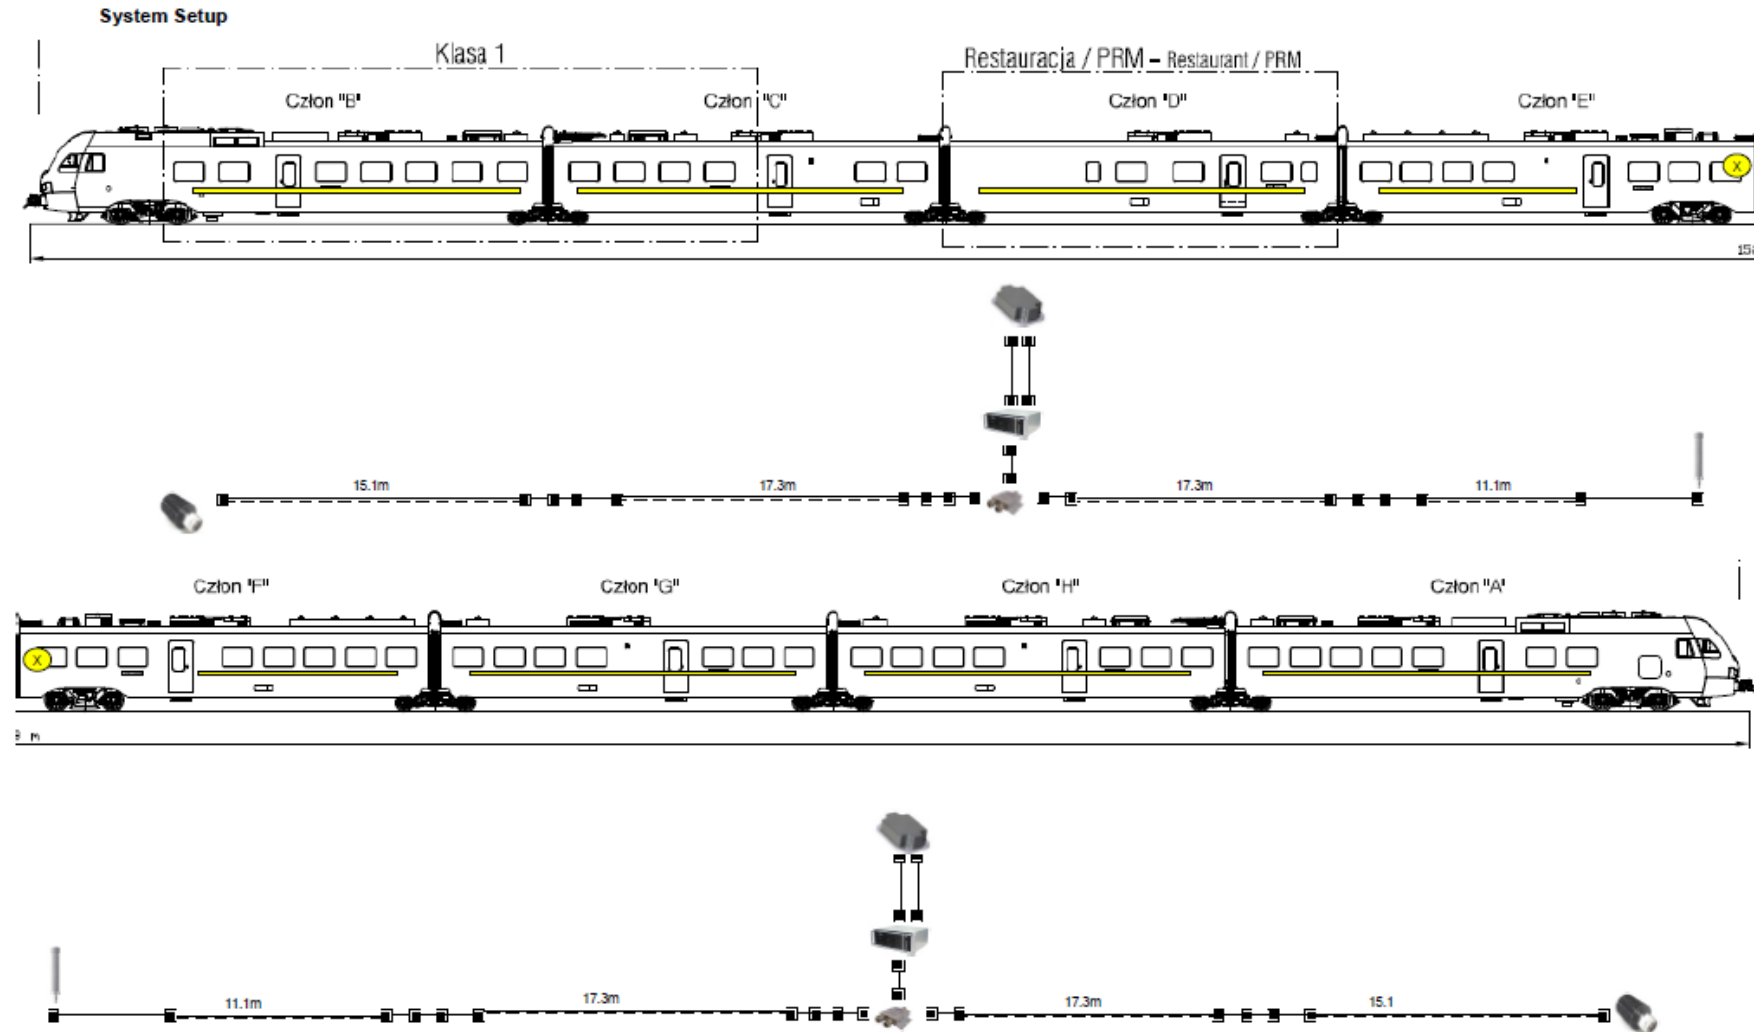 System Setup
Klasa 1
Restauracja / PRM – Restaurant / PRM
Człon "B"
Człon "C"
Człon "D"
Człon "E"
X
15.1m
17.3m
17.3m
11.1m
Człon "F"
Człon "G"
Człon "H"
Człon "A"
X
9 m
11.1m
17.3m
17.3m
15.1